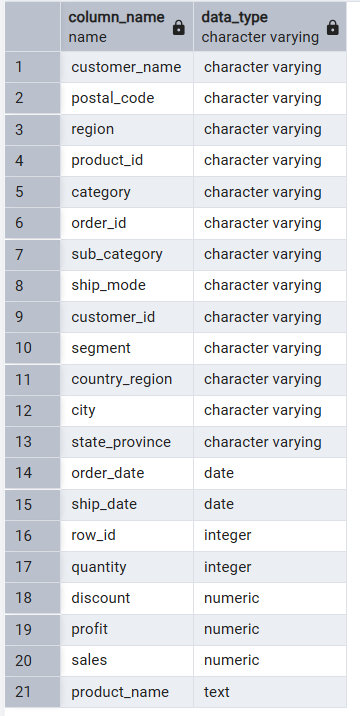 column_name data_type
name character varying
1 customer_name character varying
2 postal_code character varying
3 region character varying
4 product_id character varying
5 category character varying
6 order_id character varying
7 sub_category character varying
8 ship_mode character varying
9 customer_id character varying
10 segment character varying
11 country_region character varying
12 city character varying
13 state_province character varying
14 order_date date
15 ship_date date
16 row_id integer
17 quantity integer
18 discount numeric
19 profit numeric
20 sales numeric
21 product_name text